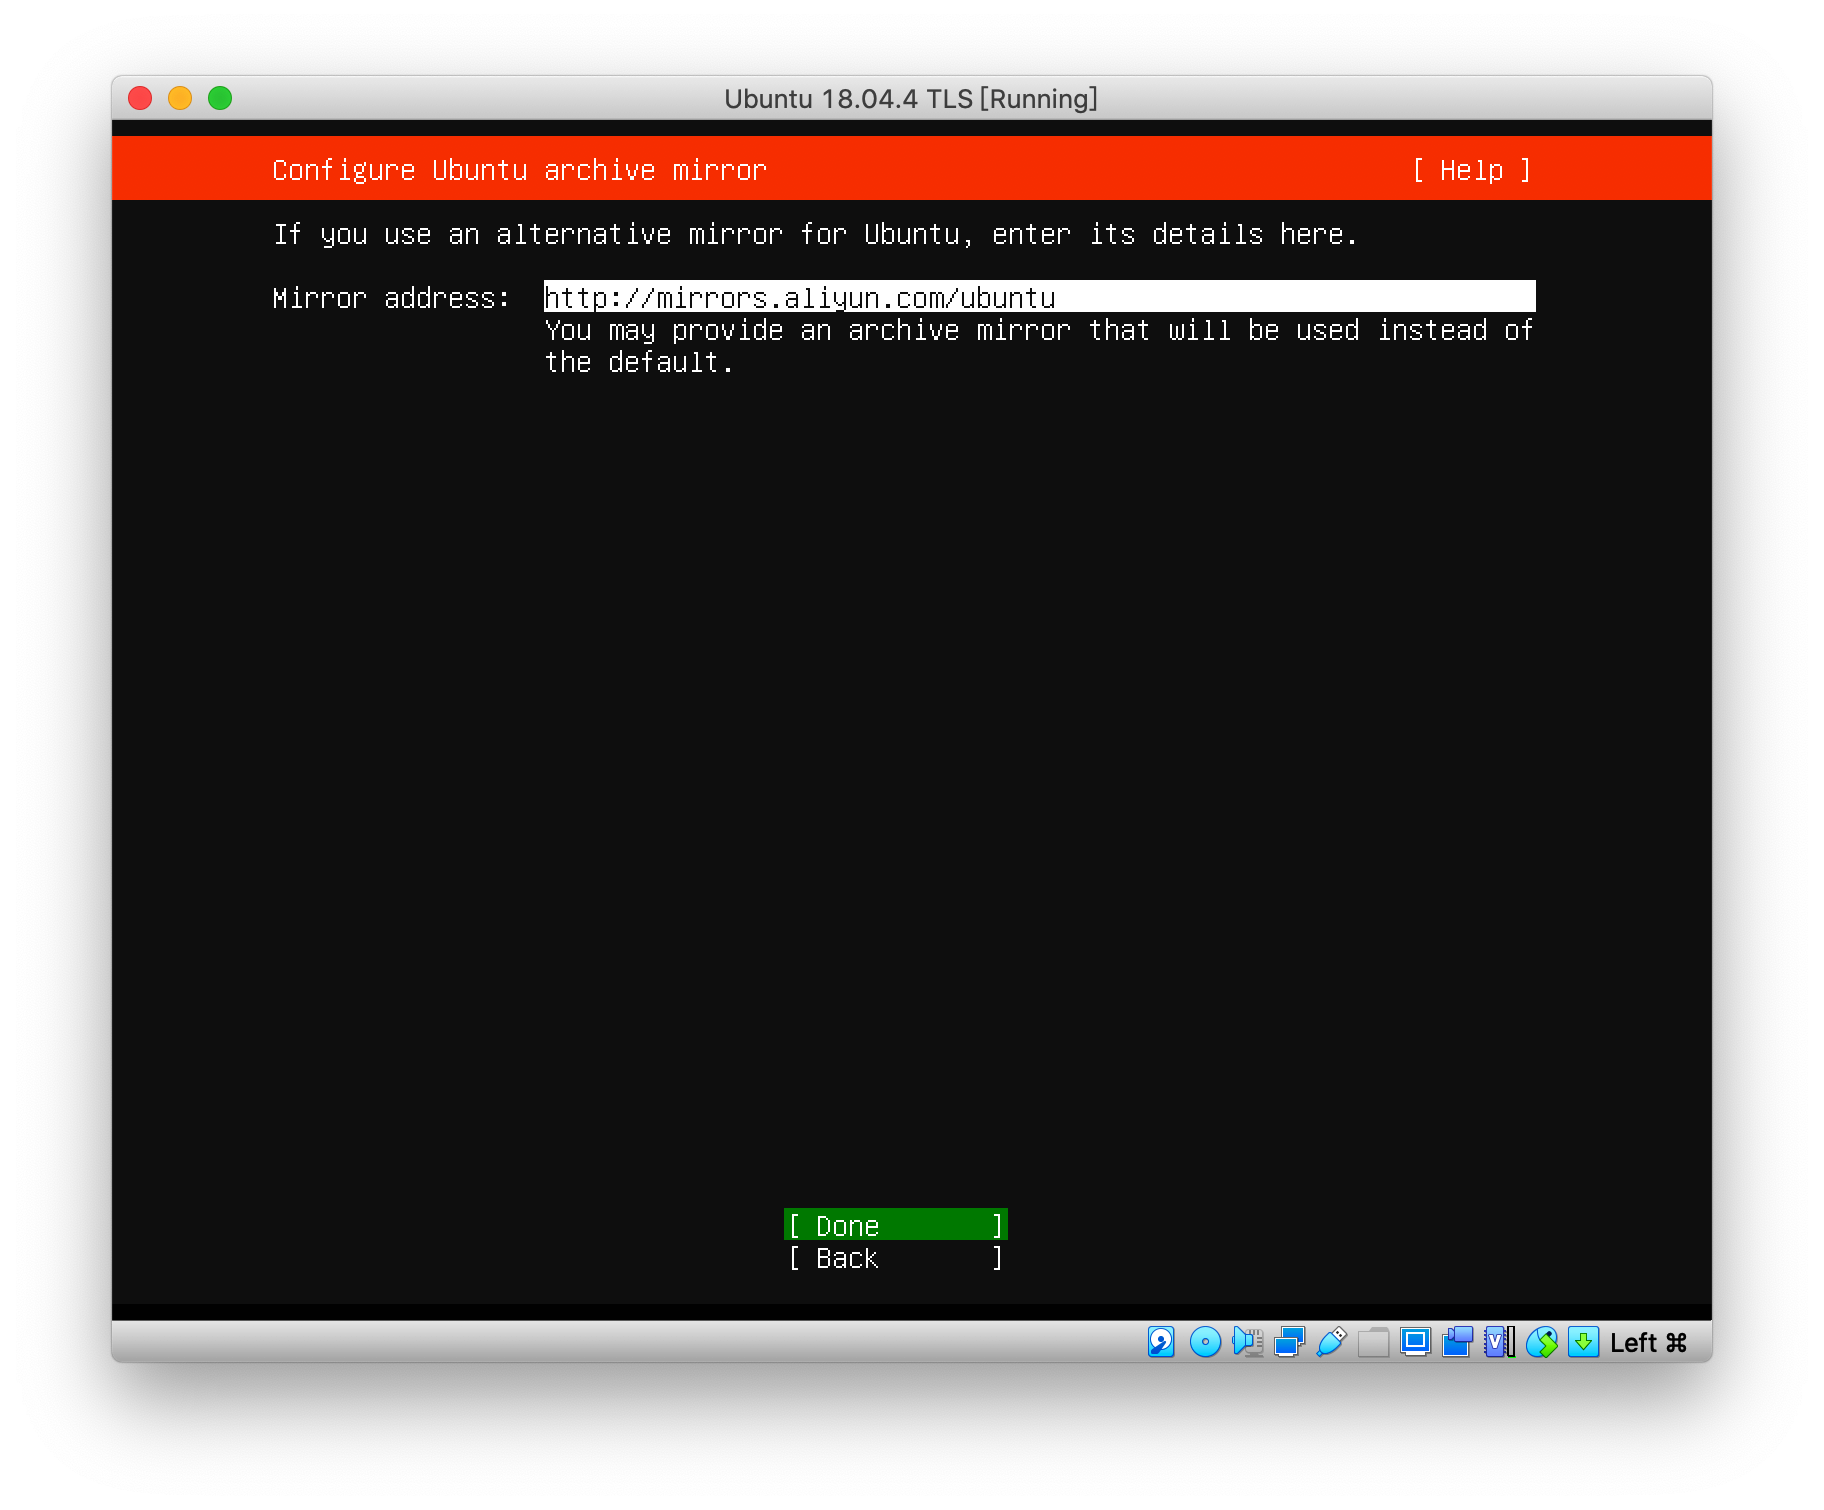 Ubuntu 18.04.4 TLS [Running]
Configure Ubuntu archive mirror [ Help ]
If you use an alternative mirror for Ubuntu, enter its details here.
Mirror address: http://mirrors.aliyun.com/ubuntu
You may provide an archive mirror that will be used instead of
the default.
[ Done ]
[ Back ]
Left ⌘